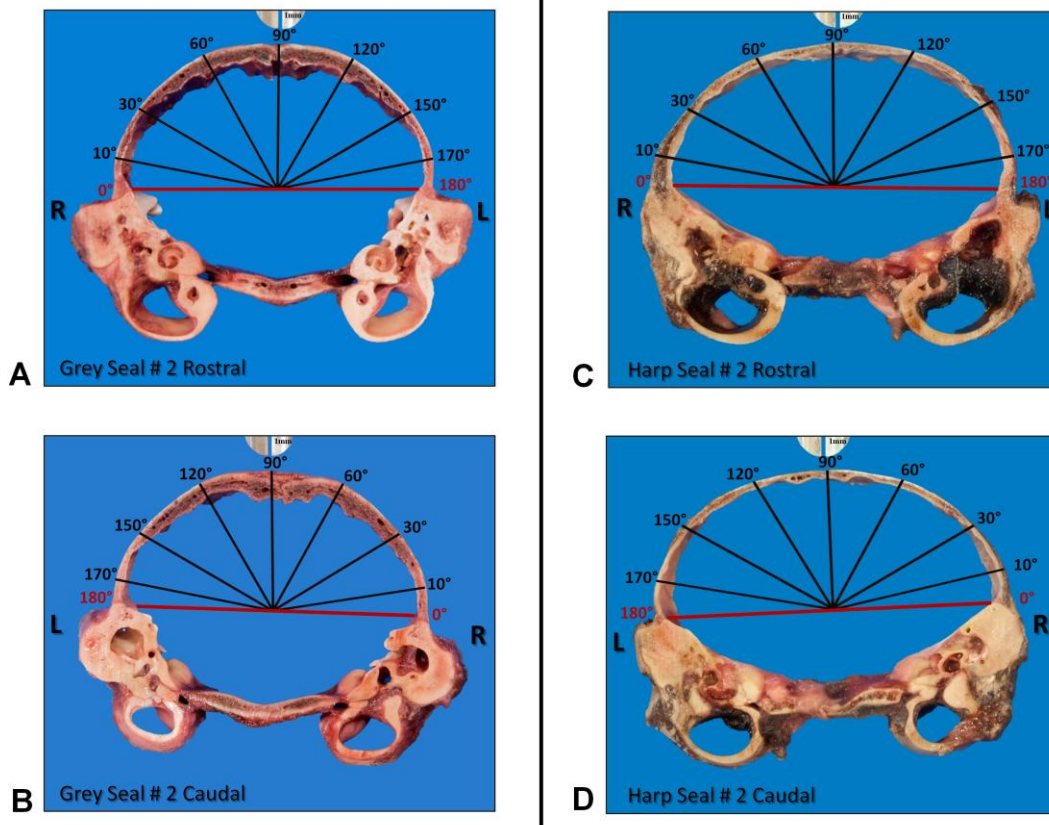 1mm
90°
60°
120°
30°
150°
10°
170°
0°
180°
R
L
A
Grey Seal # 2 Rostral
1mm
90°
120°
60°
150°
30°
170°
10°
180°
0°
L
R
B
Grey Seal # 2 Caudal
1mm
90°
60°
120°
30°
150°
10°
170°
0°
180°
R
L
C
Harp Seal # 2 Rostral
1mm
90°
120°
60°
150°
30°
170°
10°
180°
0°
L
R
D
Harp Seal # 2 Caudal